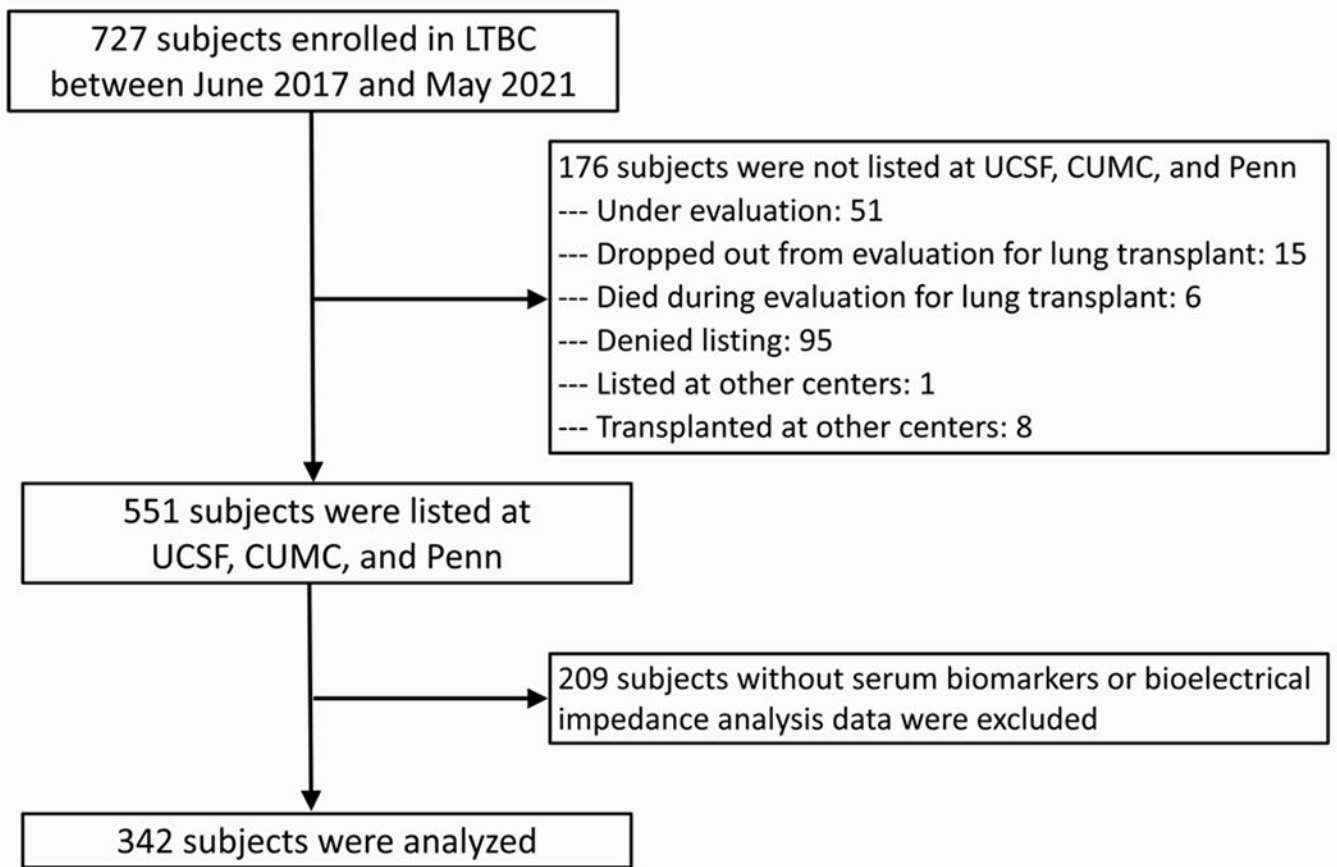 727 subjects enrolled in LTBC
between June 2017 and May 2021
176 subjects were not listed at UCSF, CUMC, and Penn
--- Under evaluation: 51
--- Dropped out from evaluation for lung transplant: 15
--- Died during evaluation for lung transplant: 6
--- Denied listing: 95
--- Listed at other centers: 1
--- Transplanted at other centers: 8
551 subjects were listed at
UCSF, CUMC, and Penn
209 subjects without serum biomarkers or bioelectrical
impedance analysis data were excluded
342 subjects were analyzed